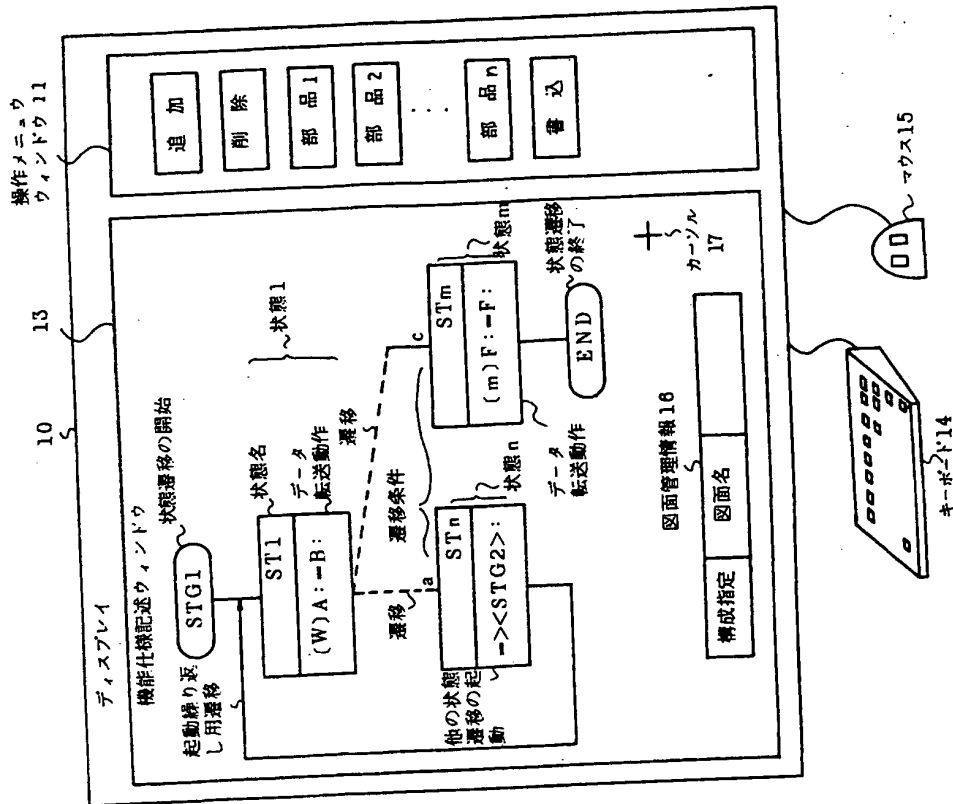 ディスプレイ
10
13
操作メニュウ
ウィンドウ 11
機能仕様記述ウィンドウ
状態遷移の開始
STG1
起動繰り返
し用遷移
状態名
ST1
データ
転送動作
(W)A:=B:
状態1
遷移
遷移
遷移条件
a
c
STn
-><STG2>:
状態n
他の状態
遷移の起
動
STm
(m)F:=F:
状態m
データ
転送動作
END
状態遷移
の終了
カーソル
17
図面管理情報16
構成指定
図面名
追加
削除
部品1
部品2
部品n
書込
キーボード14
マウス15